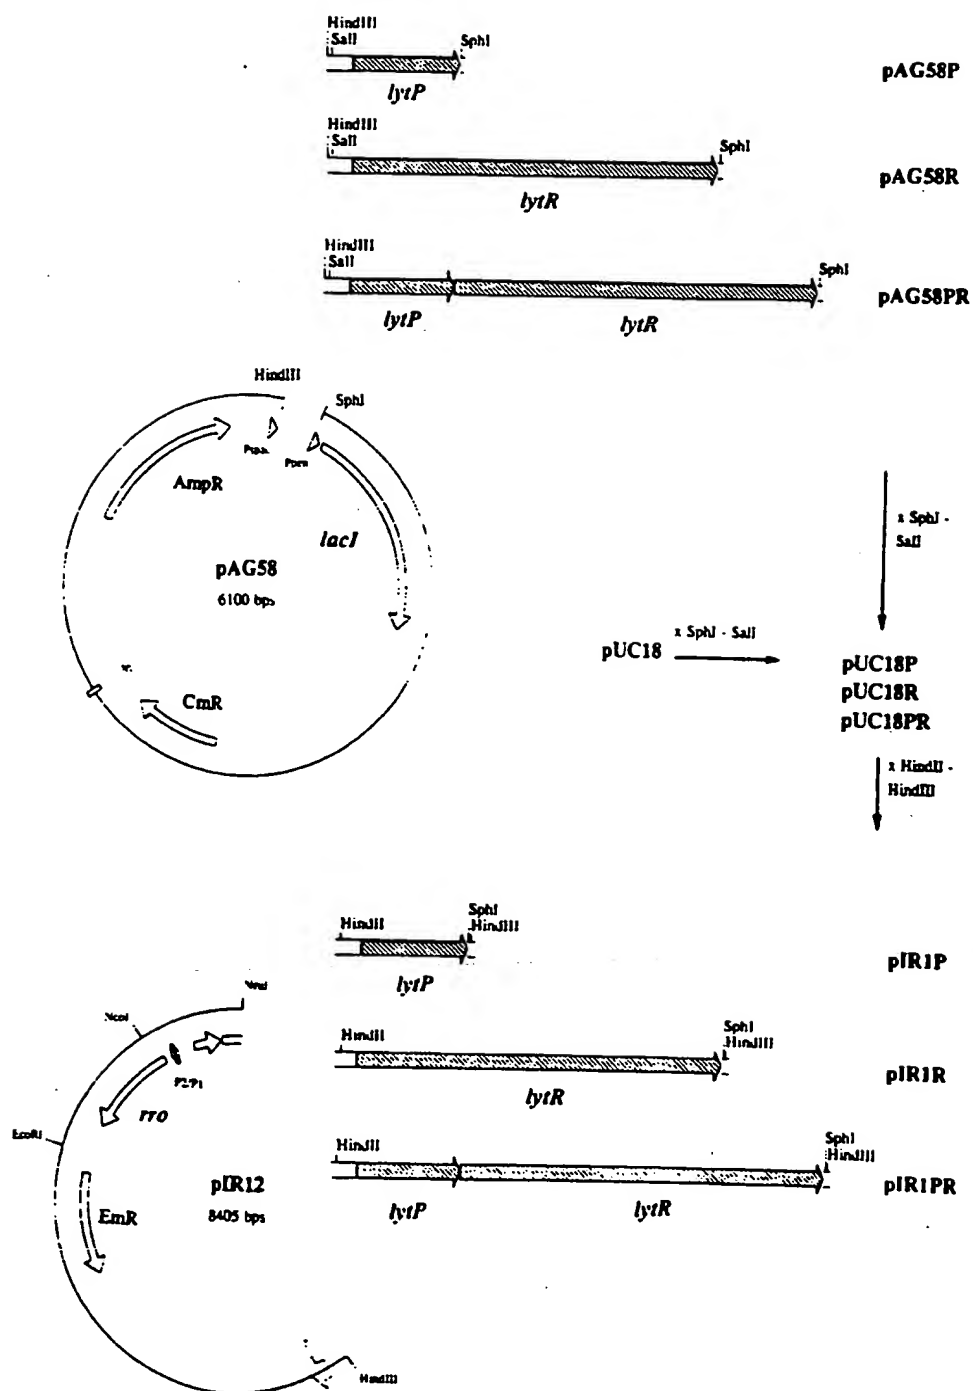 HindIII
SalI
SphI
pAG58P
lytP
HindIII
SalI
SphI
pAG58R
lytR
HindIII
SalI
SphI
pAG58PR
lytP
lytR
HindIII
SphI
AmpR
lacI
pAG58
6100 bps
CmR
x SphI -
SalI
x SphI - SalI
pUC18
pUC18P
pUC18R
pUC18PR
x HindII -
HindIII
HindII
SphI
HindIII
lytP
pIR1P
NcoI
P2/P1
rro
EcoRI
HindII
SphI
HindIII
lytR
pIR1R
HindII
SphI
HindIII
pIR12
8405 bps
lytP
lytR
pIR1PR
EmR
HindIII